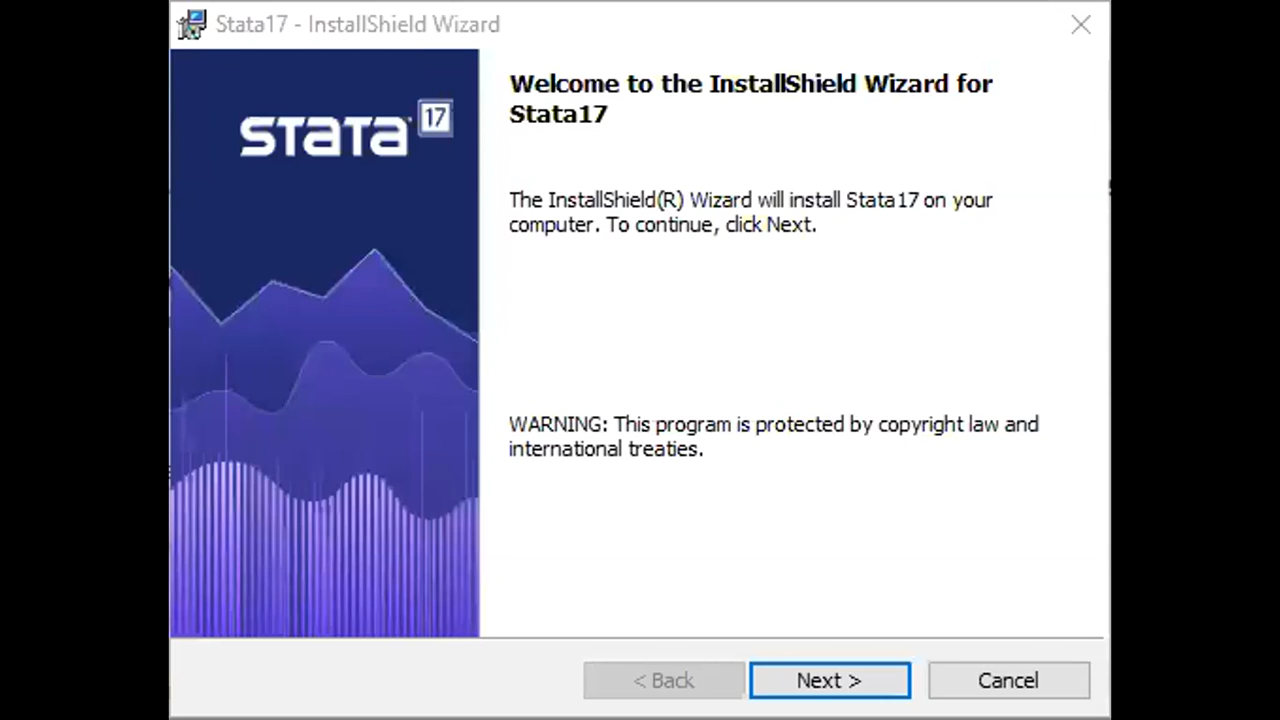 Stata17 - InstallShield Wizard
STATA 17
Welcome to the InstallShield Wizard for
Stata17
The InstallShield(R) Wizard will install Stata17 on your
computer. To continue, click Next.
WARNING: This program is protected by copyright law and
international treaties.
< Back
Next >
Cancel